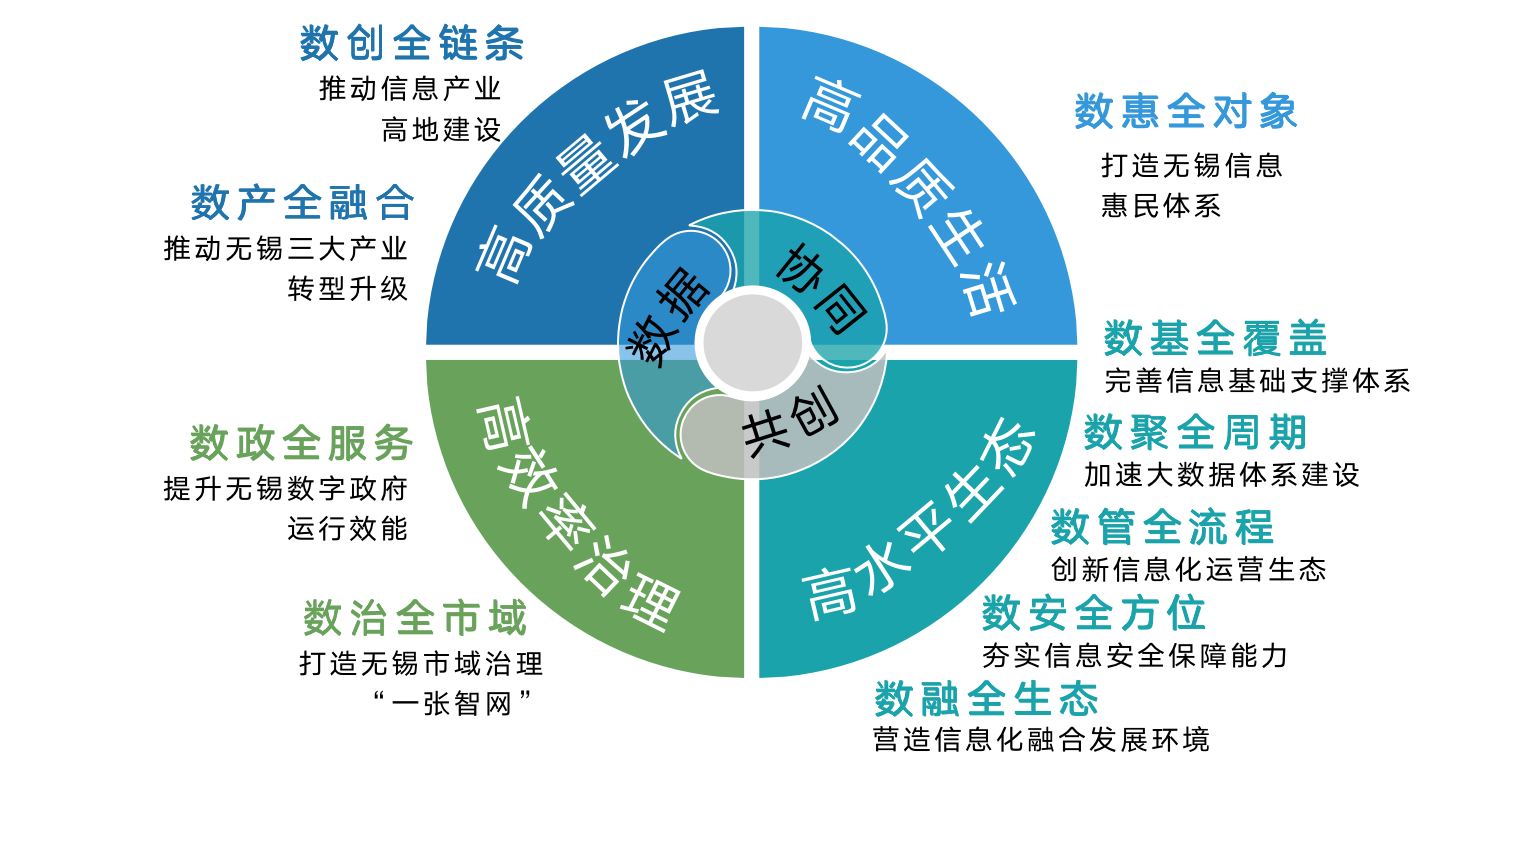 数创全链条
推动信息产业
高地建设
数产全融合
推动无锡三大产业
转型升级
数政全服务
提升无锡数字政府
运行效能
数治全市域
打造无锡市域治理
“一张智网”
高质量发展
高品质生活
高效率治理
高水平生态
数据
协同
共创
数惠全对象
打造无锡信息
惠民体系
数基全覆盖
完善信息基础支撑体系
数聚全周期
加速大数据体系建设
数管全流程
创新信息化运营生态
数安全方位
夯实信息安全保障能力
数融全生态
营造信息化融合发展环境